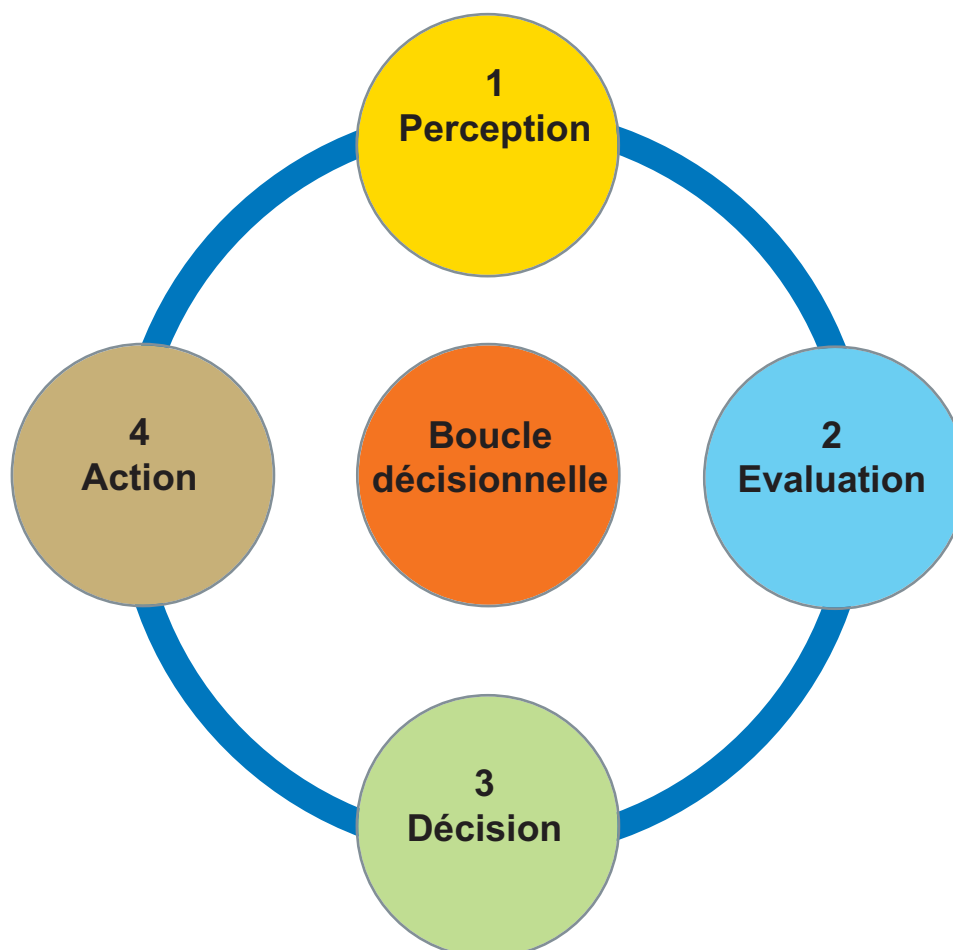 1
Perception
2
Evaluation
3
Décision
4
Action
Boucle
décisionnelle